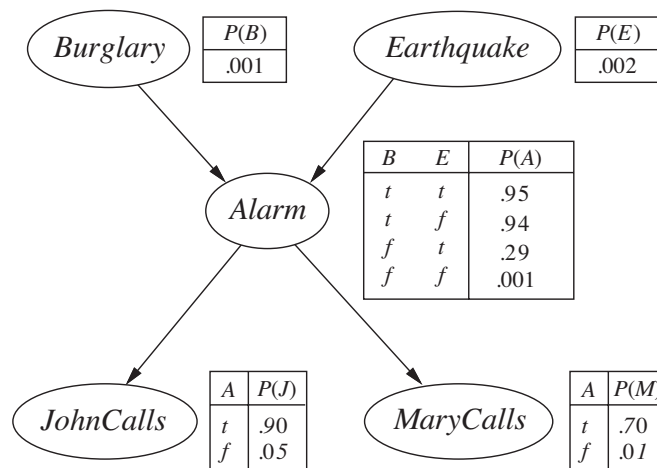 Burglary
P(B)
.001
Earthquake
P(E)
.002
Alarm
B E P(A)
t t .95
t f .94
f t .29
f f .001
JohnCalls
A P(J)
t .90
f .05
MaryCalls
A P(M)
t .70
f .01